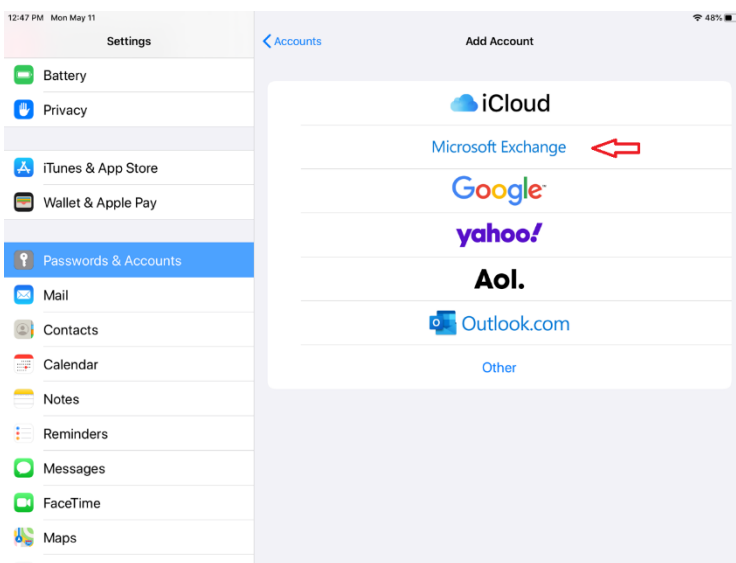 12:47 PM Mon May 11
48%
Settings
Accounts
Add Account
Battery
Privacy
iTunes & App Store
Wallet & Apple Pay
Passwords & Accounts
Mail
Contacts
Calendar
Notes
Reminders
Messages
FaceTime
Maps
iCloud
Microsoft Exchange
Google
yahoo!
Aol.
Outlook.com
Other